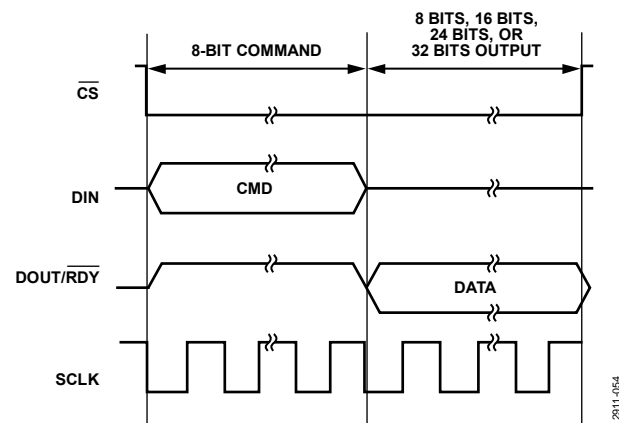 8 BITS, 16 BITS,
24 BITS, OR
32 BITS OUTPUT
8-BIT COMMAND
CS
DIN
CMD
DOUT/RDY
DATA
SCLK
2911-054